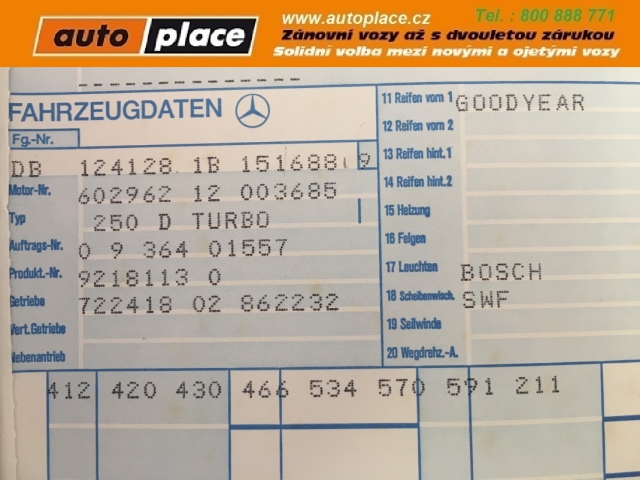 auto place
www.autoplace.cz
Tel. : 800 888 771
Zánovní vozy až s dvouletou zárukou
Solidní volba mezi novými a ojetými vozy
FAHRZEUGDATEN
Fg.-Nr.
DB 124128 1B 151688 9
Motor-Nr. 602962 12 003685
Typ 250 D TURBO
Auftrags-Nr. 0 9 364 01557
Produkt.-Nr. 9218113 0
Getriebe 722418 02 862232
Vert.Getriebe
Nebenantrieb
11 Reifen vorn 1 GOODYEAR
12 Reifen vorn 2
13 Reifen hint.1
14 Reifen hint.2
15 Heizung
16 Felgen
17 Leuchten BOSCH
18 Scheibenwisch. SWF
19 Seilwinde
20 Wegdrehz.-A.
412 420 430 466 534 570 591 211